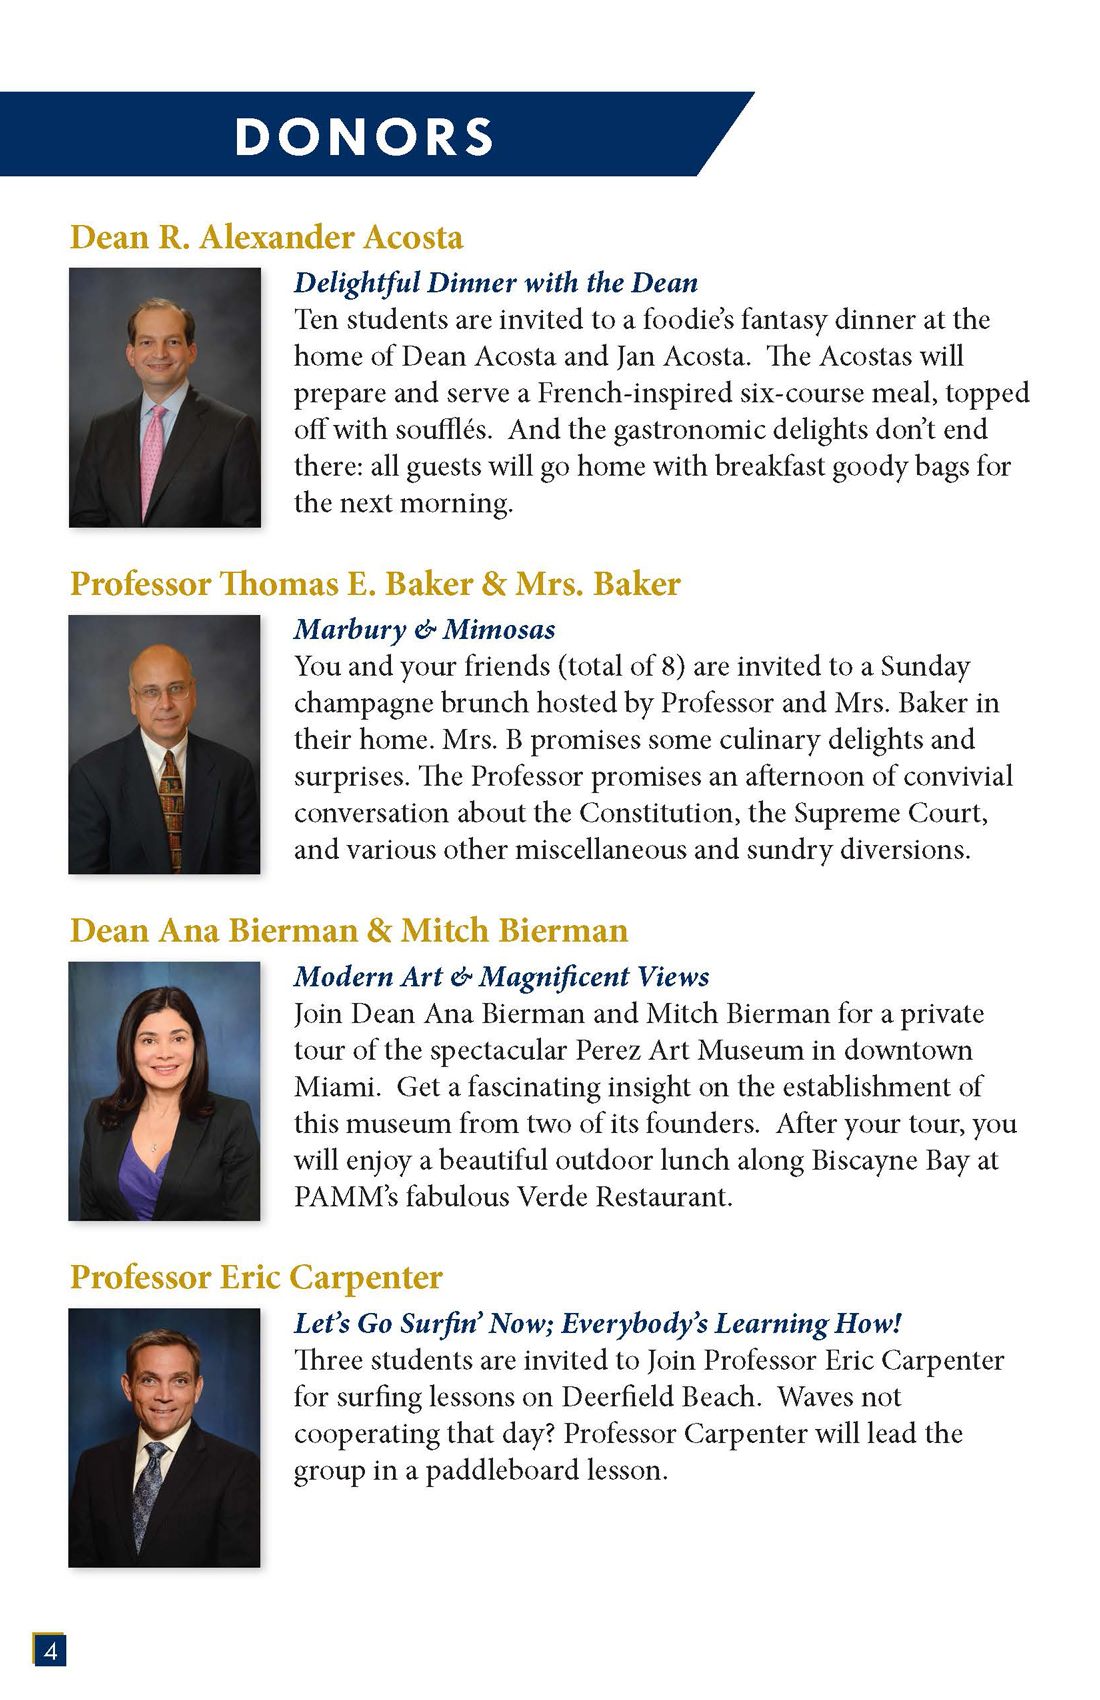 DONORS
Dean R. Alexander Acosta
Delightful Dinner with the Dean
Ten students are invited to a foodie’s fantasy dinner at the
home of Dean Acosta and Jan Acosta.  The Acostas will
prepare and serve a French-inspired six-course meal, topped
off with soufflés.  And the gastronomic delights don’t end
there: all guests will go home with breakfast goody bags for
the next morning.
Professor Thomas E. Baker & Mrs. Baker
Marbury & Mimosas
You and your friends (total of 8) are invited to a Sunday
champagne brunch hosted by Professor and Mrs. Baker in
their home. Mrs. B promises some culinary delights and
surprises. The Professor promises an afternoon of convivial
conversation about the Constitution, the Supreme Court,
and various other miscellaneous and sundry diversions.
Dean Ana Bierman & Mitch Bierman
Modern Art & Magnificent Views
Join Dean Ana Bierman and Mitch Bierman for a private
tour of the spectacular Perez Art Museum in downtown
Miami.  Get a fascinating insight on the establishment of
this museum from two of its founders.  After your tour, you
will enjoy a beautiful outdoor lunch along Biscayne Bay at
PAMM’s fabulous Verde Restaurant.
Professor Eric Carpenter
Let’s Go Surfin’ Now; Everybody’s Learning How!
Three students are invited to Join Professor Eric Carpenter
for surfing lessons on Deerfield Beach.  Waves not
cooperating that day? Professor Carpenter will lead the
group in a paddleboard lesson.
4